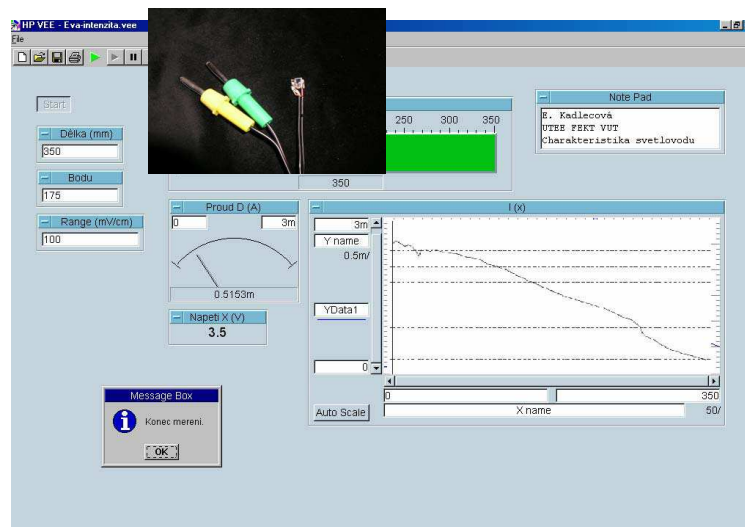 HP VEE - Eva-intenzita.vee
File
Start
Délka (mm)
350
Bodu
175
Range (mV/cm)
100
250 300 350
350
Note Pad
E. Kadlecová
UTEE FEKT VUT
Charakteristika svetlovodu
Proud D (A)
0 3m
0.5153m
Napeti X (V)
3.5
I (x)
3m
Y name
0.5m/
YData1
0
0 350
Auto Scale X name 50/
Message Box
Konec mereni.
OK